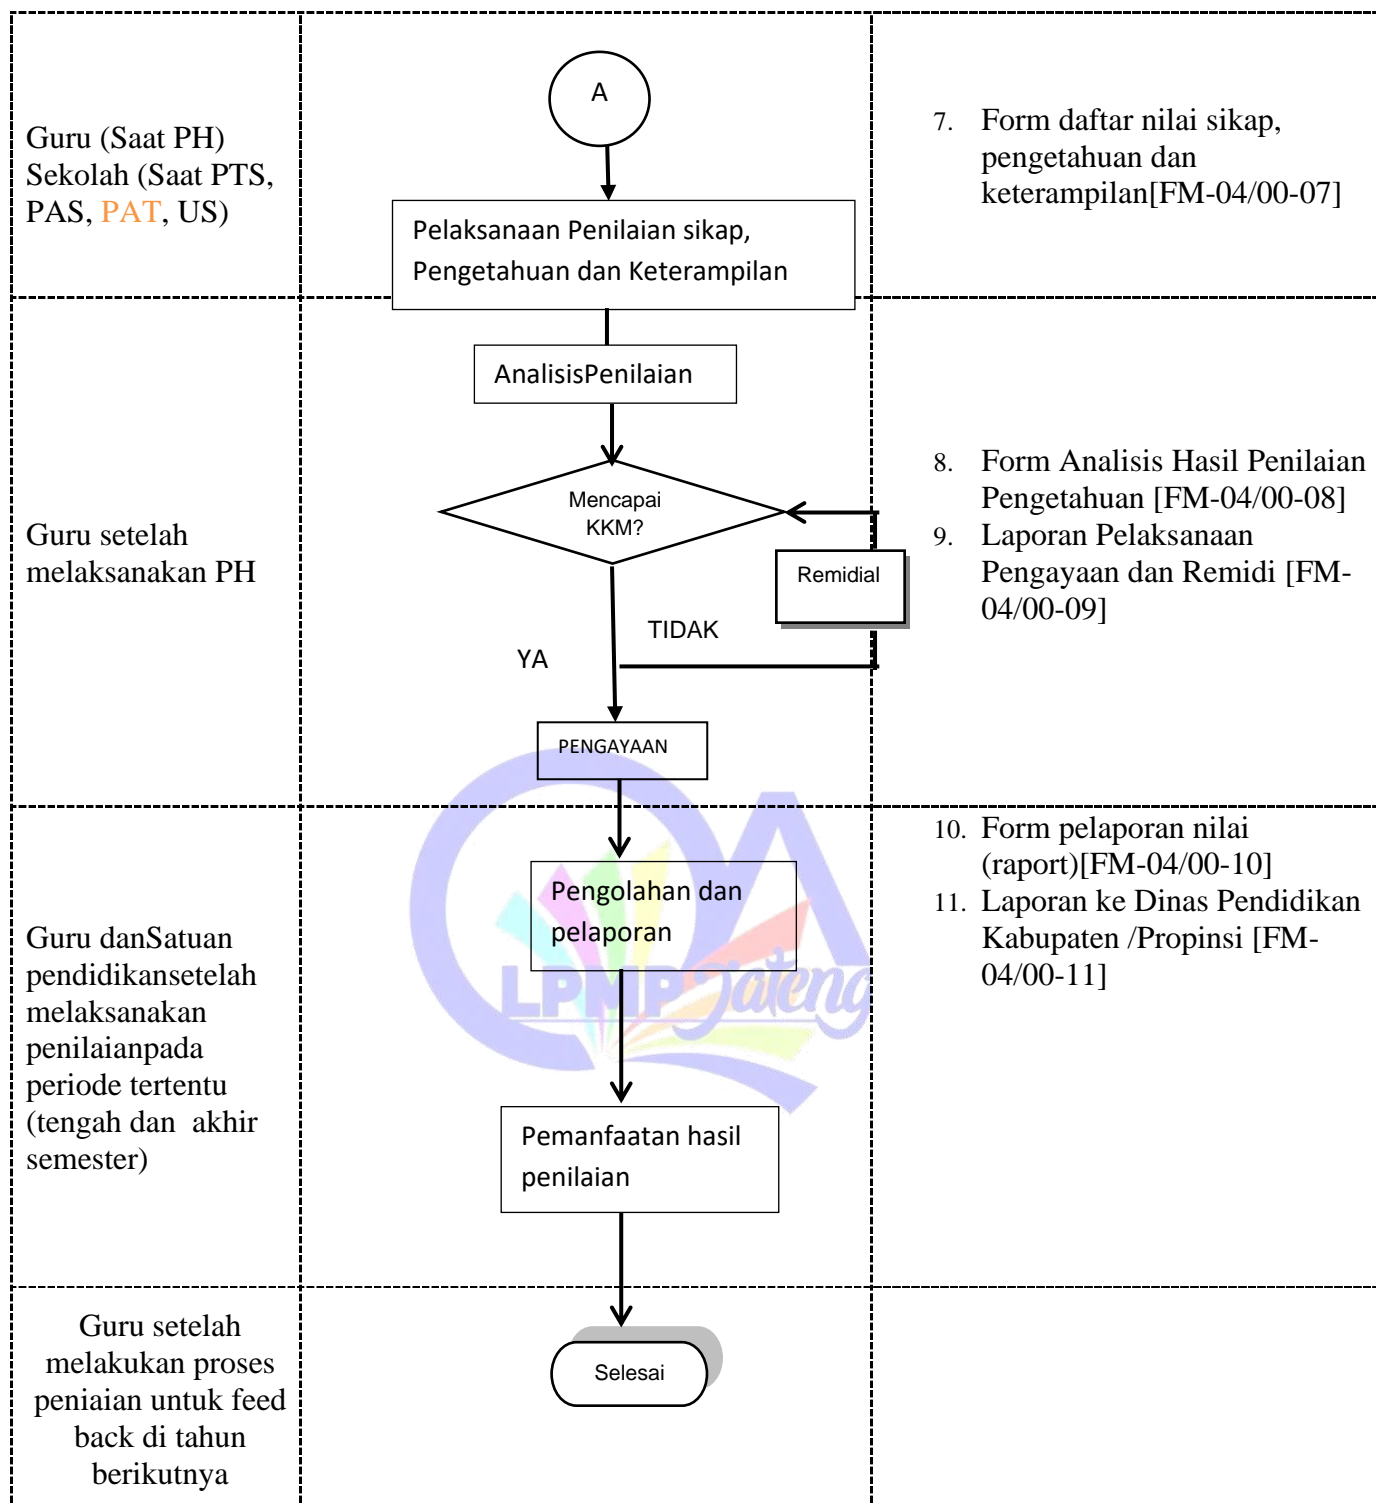 Guru (Saat PH)
Sekolah (Saat PTS,
PAS, PAT, US)
A
Pelaksanaan Penilaian sikap,
Pengetahuan dan Keterampilan
7. Form daftar nilai sikap,
pengetahuan dan
keterampilan[FM-04/00-07]
Guru setelah
melaksanakan PH
AnalisisPenilaian
Mencapai
KKM?
Remidial
TIDAK
YA
PENGAYAAN
8. Form Analisis Hasil Penilaian
Pengetahuan [FM-04/00-08]
9. Laporan Pelaksanaan
Pengayaan dan Remidi [FM-
04/00-09]
Guru danSatuan
pendidikansetelah
melaksanakan
penilaianpada
periode tertentu
(tengah dan  akhir
semester)
Pengolahan dan
pelaporan
LPMP Jateng
Pemanfaatan hasil
penilaian
10. Form pelaporan nilai
(raport)[FM-04/00-10]
11. Laporan ke Dinas Pendidikan
Kabupaten /Propinsi [FM-
04/00-11]
Guru setelah
melakukan proses
peniaian untuk feed
back di tahun
berikutnya
Selesai